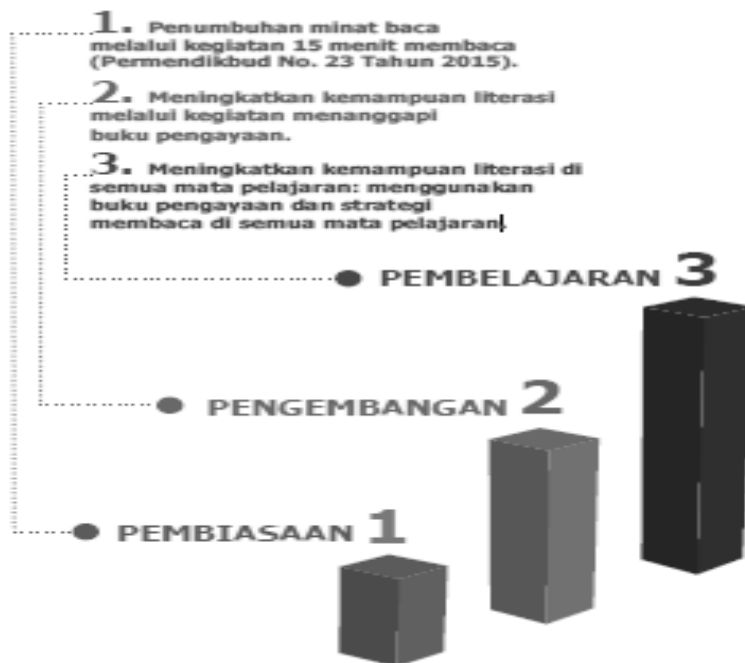 1. Penumbuhan minat baca
melalui kegiatan 15 menit membaca
(Permendikbud No. 23 Tahun 2015).
2. Meningkatkan kemampuan literasi
melalui kegiatan menanggapi
buku pengayaan.
3. Meningkatkan kemampuan literasi di
semua mata pelajaran: menggunakan
buku pengayaan dan strategi
membaca di semua mata pelajaran.
PEMBELAJARAN 3
PENGEMBANGAN 2
PEMBIASAAN 1